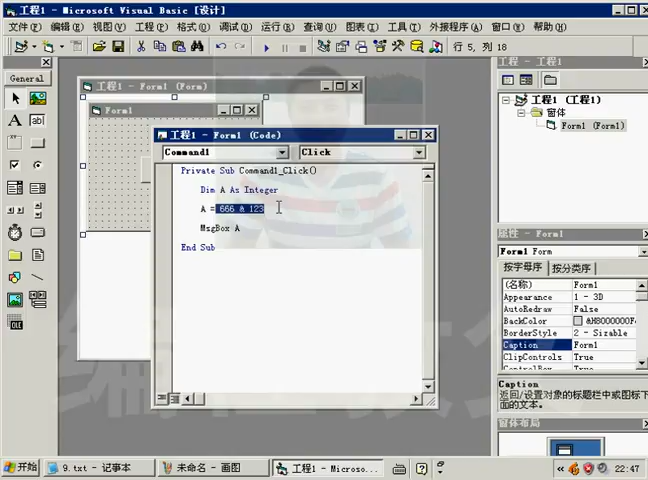 工程1 - Microsoft Visual Basic [设计]
文件(F) 编辑(E) 视图(V) 工程(P) 格式(O) 调试(D) 运行(R) 查询(U) 图表(I) 工具(T) 外接程序(A) 窗口(W) 帮助(H)
行 5, 列 18
General
工程1 - Form1 (Form)
Form1
工程1 - Form1 (Code)
Command1
Click
Private Sub Command1_Click()
Dim A As Integer
A = 666 & 123
MsgBox A
End Sub
工程1 (工程1)
窗体
Form1 (Form1)
属性 - Form1
Form1 Form
按字母序 按分类序
(名称) Form1
Appearance 1 - 3D
AutoRedraw False
BackColor &H8000000F&
BorderStyle 2 - Sizable
Caption Form1
ClipControls True
ControlBox True
Caption
返回/设置对象的标题栏中或图标下面的文本。
窗体布局
开始
9.txt - 记事本
未命名 - 画图
工程1 - Microso...
22:47